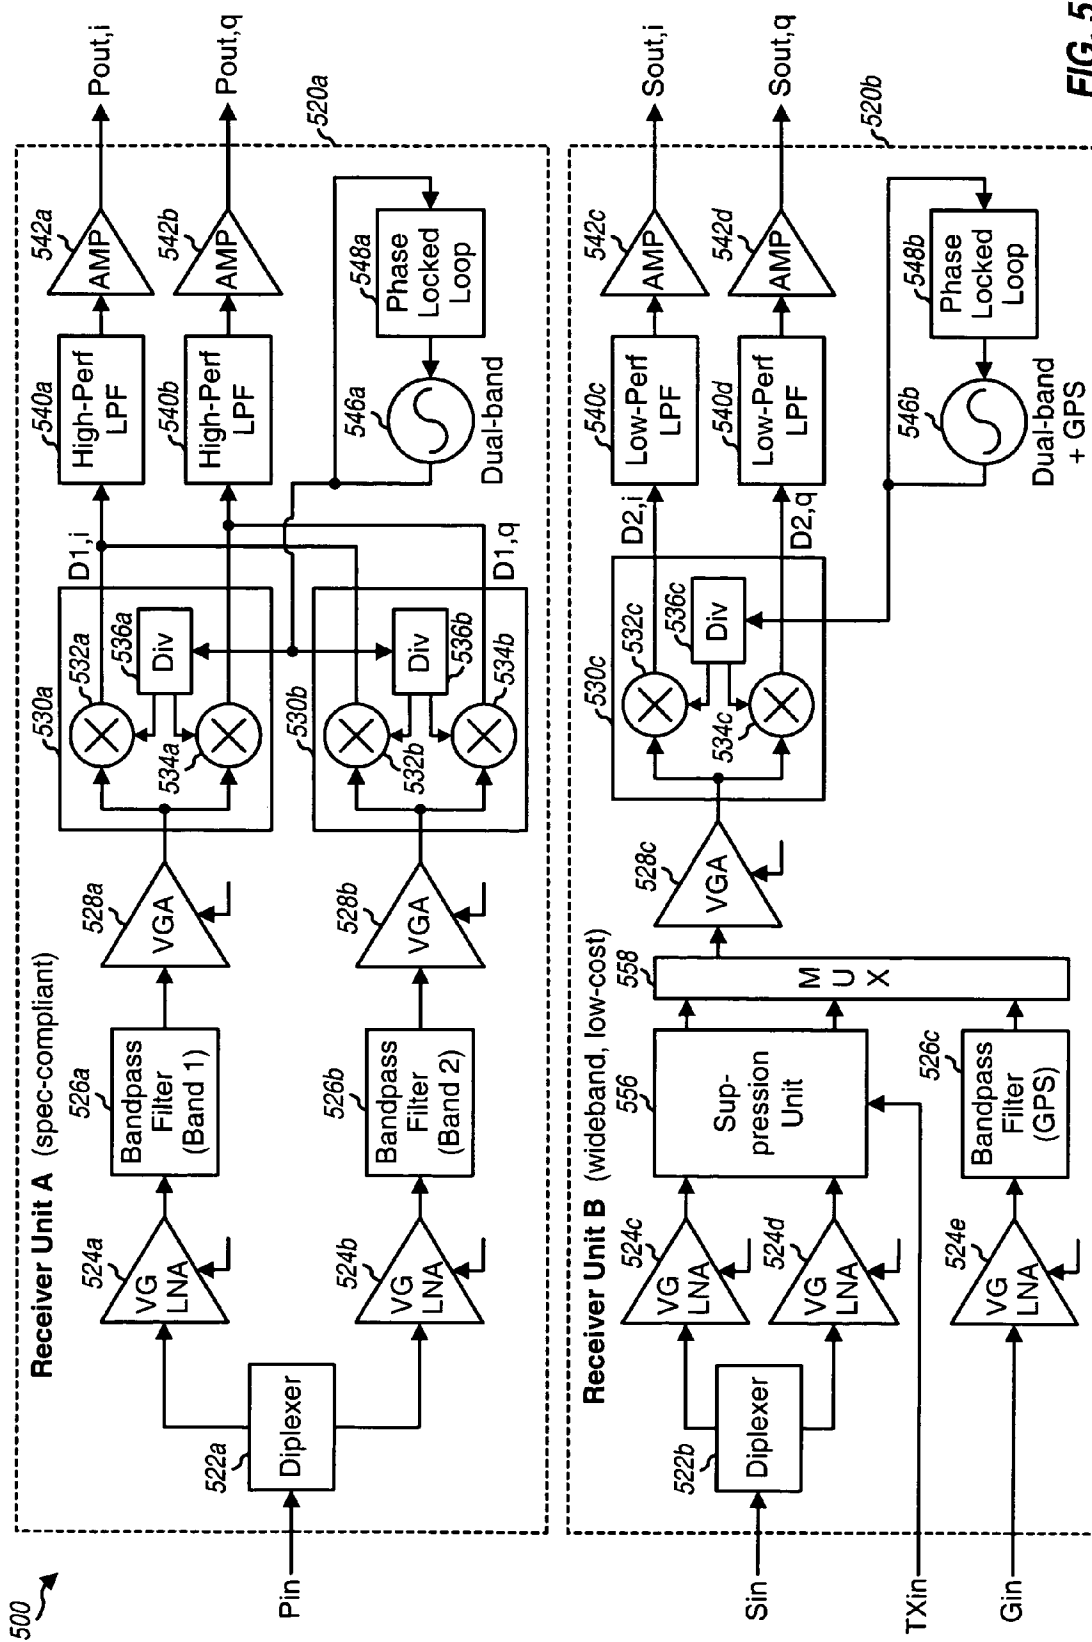 500
FIG. 5
Receiver Unit A (spec-compliant)
520a
Pin
522a
Diplexer
524a
VG
LNA
526a
Bandpass
Filter
(Band 1)
528a
VGA
530a
532a
534a
536a
Div
D1,i
540a
High-Perf
LPF
542a
AMP
Pout,i
540b
High-Perf
LPF
542b
AMP
Pout,q
524b
VG
LNA
526b
Bandpass
Filter
(Band 2)
528b
VGA
530b
532b
534b
536b
Div
D1,q
546a
Dual-band
548a
Phase
Locked
Loop
Receiver Unit B (wideband, low-cost)
520b
Sin
522b
Diplexer
524c
VG
LNA
524d
VG
LNA
556
Sup-
pression
Unit
TXin
Gin
524e
VG
LNA
526c
Bandpass
Filter
(GPS)
558
M
U
X
528c
VGA
530c
532c
534c
536c
Div
D2,i
D2,q
540c
Low-Perf
LPF
542c
AMP
Sout,i
540d
Low-Perf
LPF
542d
AMP
Sout,q
546b
Dual-band
+ GPS
548b
Phase
Locked
Loop